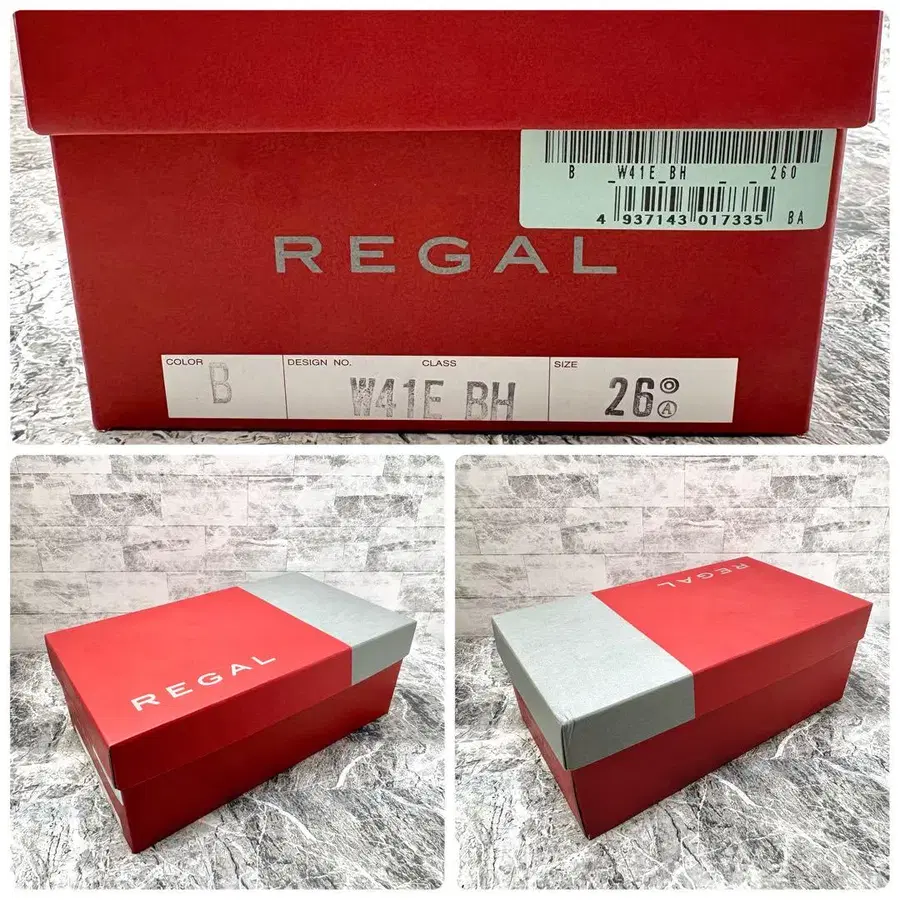 B _W41E_BH _ _ 260
4 937143 017335 BA
REGAL
COLOR DESIGN NO. CLASS SIZE
B W41E BH 26 Ⓐ
REGAL
REGAL